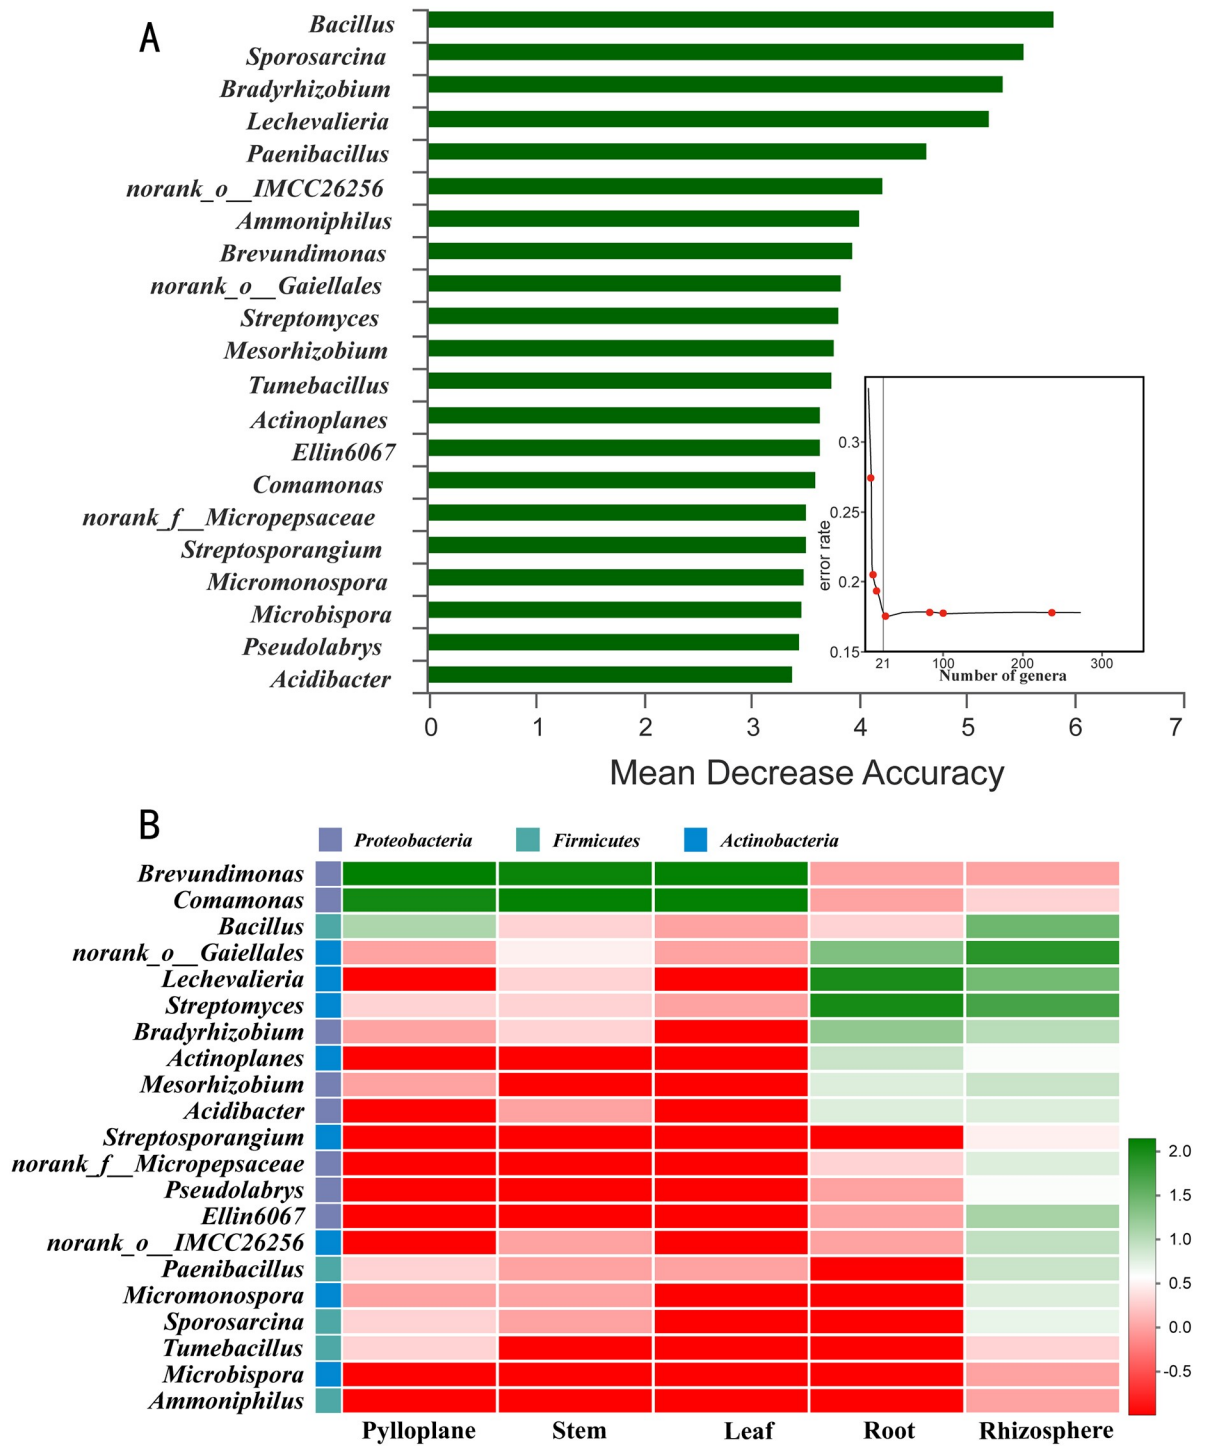 A
Bacillus
Sporosarcina
Bradyrhizobium
Lechevalieria
Paenibacillus
norank_o__IMCC26256
Ammoniphilus
Brevundimonas
norank_o__Gaiellales
Streptomyces
Mesorhizobium
Tumebacillus
Actinoplanes
Ellin6067
Comamonas
norank_f__Micropepsaceae
Streptosporangium
Micromonospora
Microbispora
Pseudolabrys
Acidibacter
0 1 2 3 4 5 6 7
Mean Decrease Accuracy
error rate
0.3
0.25
0.2
0.15
21 100 200 300
Number of genera
B
Proteobacteria Firmicutes Actinobacteria
Brevundimonas
Comamonas
Bacillus
norank_o__Gaiellales
Lechevalieria
Streptomyces
Bradyrhizobium
Actinoplanes
Mesorhizobium
Acidibacter
Streptosporangium
norank_f__Micropepsaceae
Pseudolabrys
Ellin6067
norank_o__IMCC26256
Paenibacillus
Micromonospora
Sporosarcina
Tumebacillus
Microbispora
Ammoniphilus
Pylloplane Stem Leaf Root Rhizosphere
2.0
1.5
1.0
0.5
0.0
-0.5